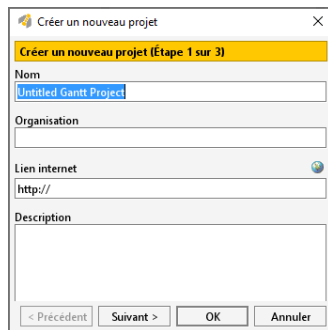 Créer un nouveau projet
Créer un nouveau projet (Étape 1 sur 3)
Nom
Untitled Gantt Project
Organisation
Lien internet
http://
Description
< Précédent
Suivant >
OK
Annuler